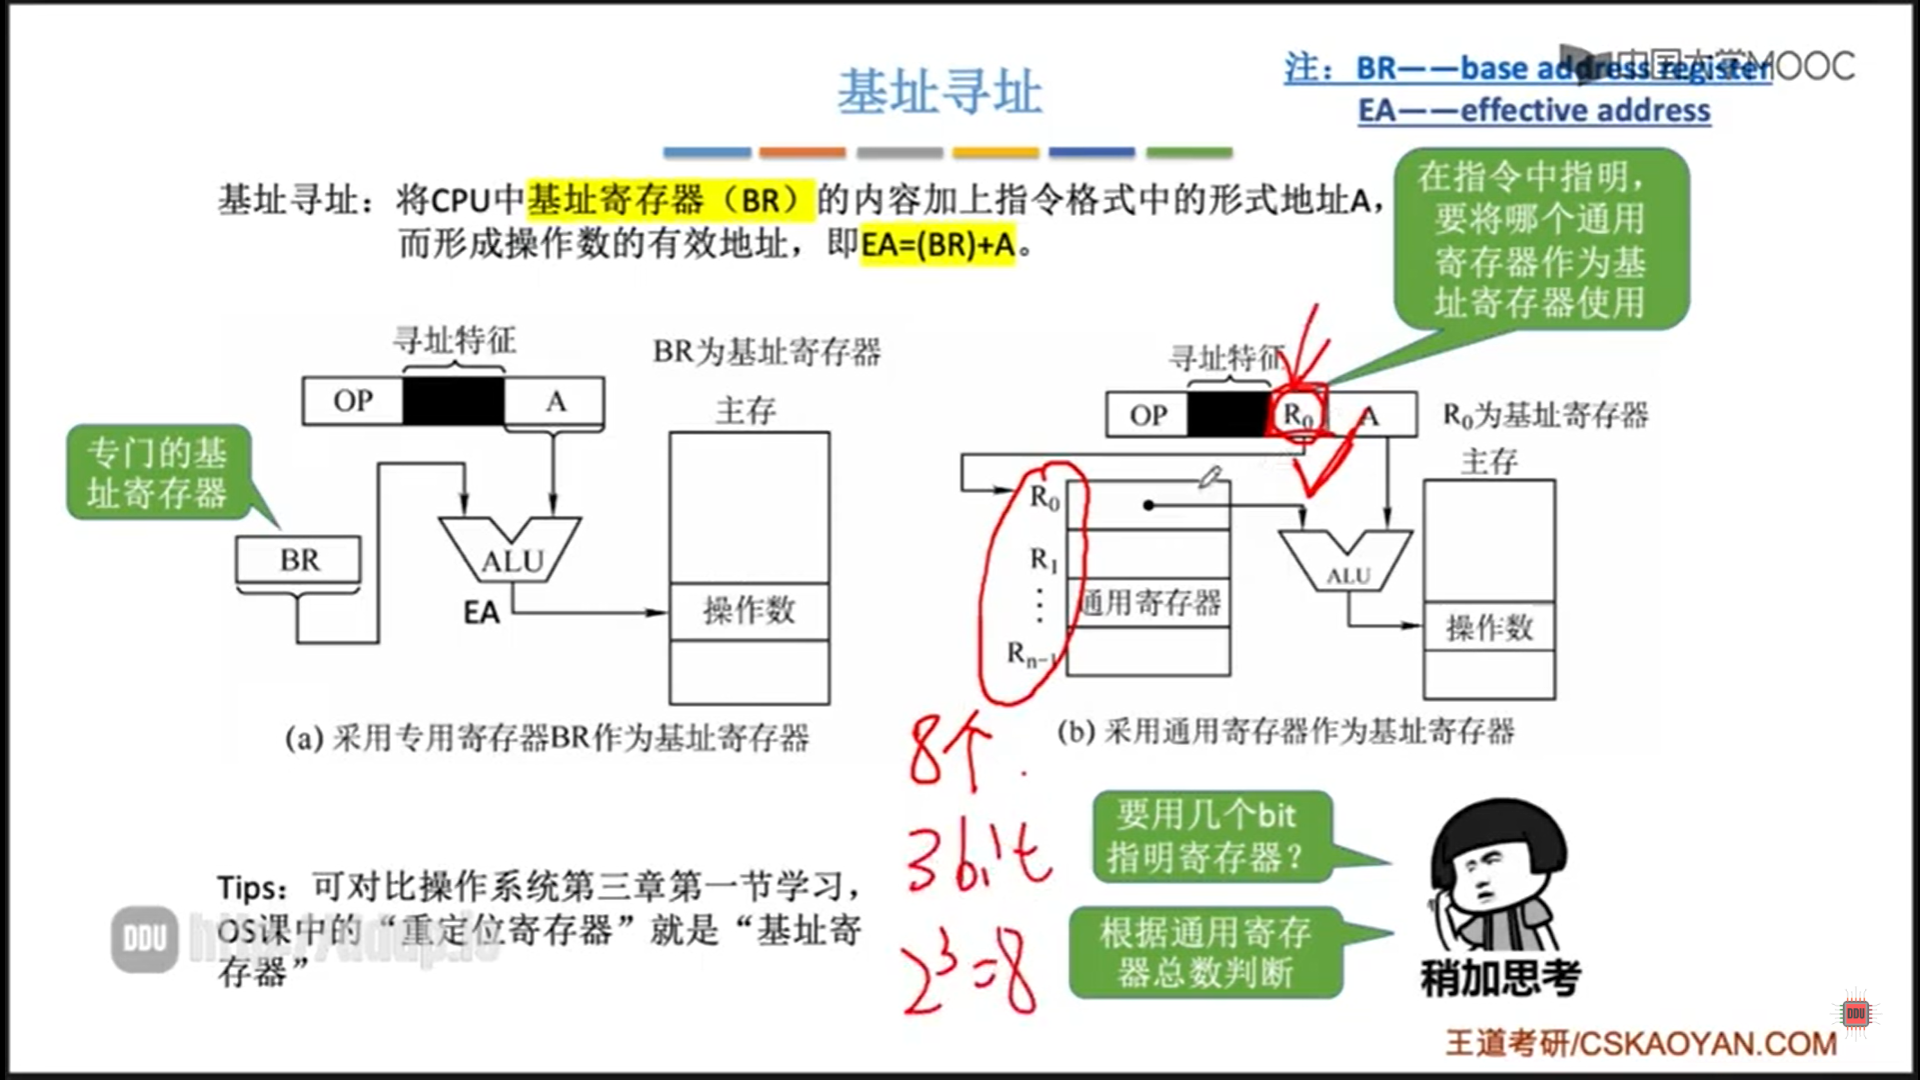 基址寻址
注：BR——base address register
中国大学MOOC
EA——effective address
基址寻址：将CPU中基址寄存器（BR）的内容加上指令格式中的形式地址A，
而形成操作数的有效地址，即EA=(BR)+A。
在指令中指明，
要将哪个通用
寄存器作为基
址寄存器使用
寻址特征
BR为基址寄存器
OP
A
主存
专门的基
址寄存器
BR
ALU
EA
操作数
(a) 采用专用寄存器BR作为基址寄存器
寻址特征
OP
R₀
A
R₀为基址寄存器
主存
R₀
R₁
⋮
Rₙ₋₁
通用寄存器
ALU
操作数
(b) 采用通用寄存器作为基址寄存器
8个
3bit
2³=8
要用几个bit
指明寄存器？
根据通用寄存
器总数判断
稍加思考
Tips：可对比操作系统第三章第一节学习，
OS课中的“重定位寄存器”就是“基址寄
存器”
DDU
DDU
王道考研/CSKAOYAN.COM